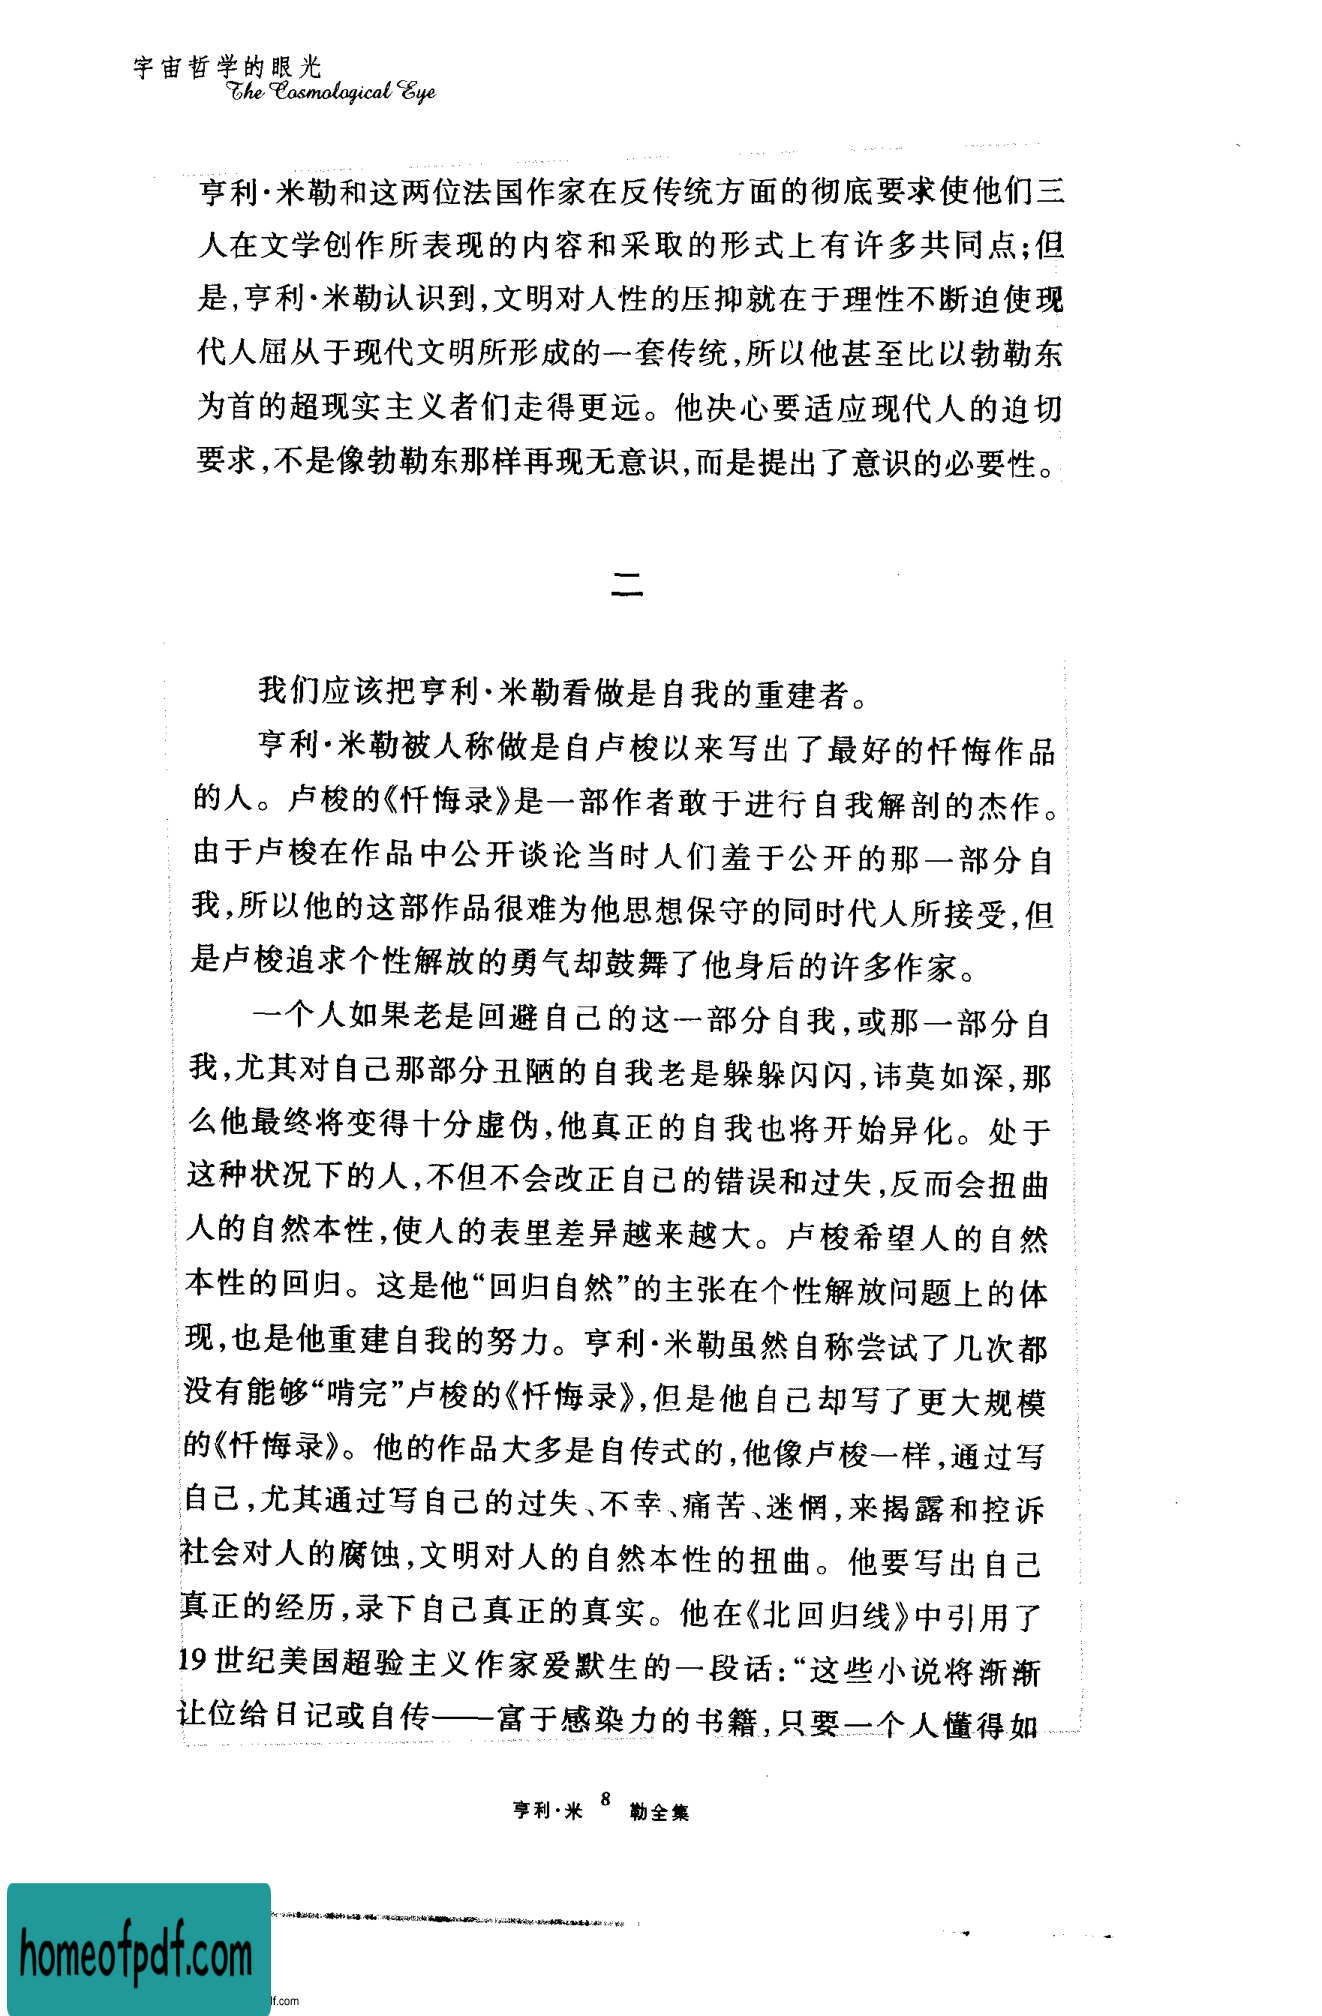 宇宙哲学的眼光
The Cosmological Eye
亨利·米勒和这两位法国作家在反传统方面的彻底要求使他们三
人在文学创作所表现的内容和采取的形式上有许多共同点;但
是,亨利·米勒认识到,文明对人性的压抑就在于理性不断迫使现
代人屈从于现代文明所形成的一套传统,所以他甚至比以勃勒东
为首的超现实主义者们走得更远。他决心要适应现代人的迫切
要求,不是像勃勒东那样再现无意识,而是提出了意识的必要性。
二
我们应该把亨利·米勒看做是自我的重建者。
亨利·米勒被人称做是自卢梭以来写出了最好的忏悔作品
的人。卢梭的《忏悔录》是一部作者敢于进行自我解剖的杰作。
由于卢梭在作品中公开谈论当时人们羞于公开的那一部分自
我,所以他的这部作品很难为他思想保守的同时代人所接受,但
是卢梭追求个性解放的勇气却鼓舞了他身后的许多作家。
一个人如果老是回避自己的这一部分自我,或那一部分自
我,尤其对自己那部分丑陋的自我老是躲躲闪闪,讳莫如深,那
么他最终将变得十分虚伪,他真正的自我也将开始异化。处于
这种状况下的人,不但不会改正自己的错误和过失,反而会扭曲
人的自然本性,使人的表里差异越来越大。卢梭希望人的自然
本性的回归。这是他“回归自然”的主张在个性解放问题上的体
现,也是他重建自我的努力。亨利·米勒虽然自称尝试了几次都
没有能够“啃完”卢梭的《忏悔录》,但是他自己却写了更大规模
的《忏悔录》。他的作品大多是自传式的,他像卢梭一样,通过写
自己,尤其通过写自己的过失、不幸、痛苦、迷惘,来揭露和控诉
社会对人的腐蚀,文明对人的自然本性的扭曲。他要写出自己
真正的经历,录下自己真正的真实。他在《北回归线》中引用了
19世纪美国超验主义作家爱默生的一段话:“这些小说将渐渐
让位给日记或自传——富于感染力的书籍,只要一个人懂得如
亨利·米 8 勒全集
homeofpdf.com
lf.com